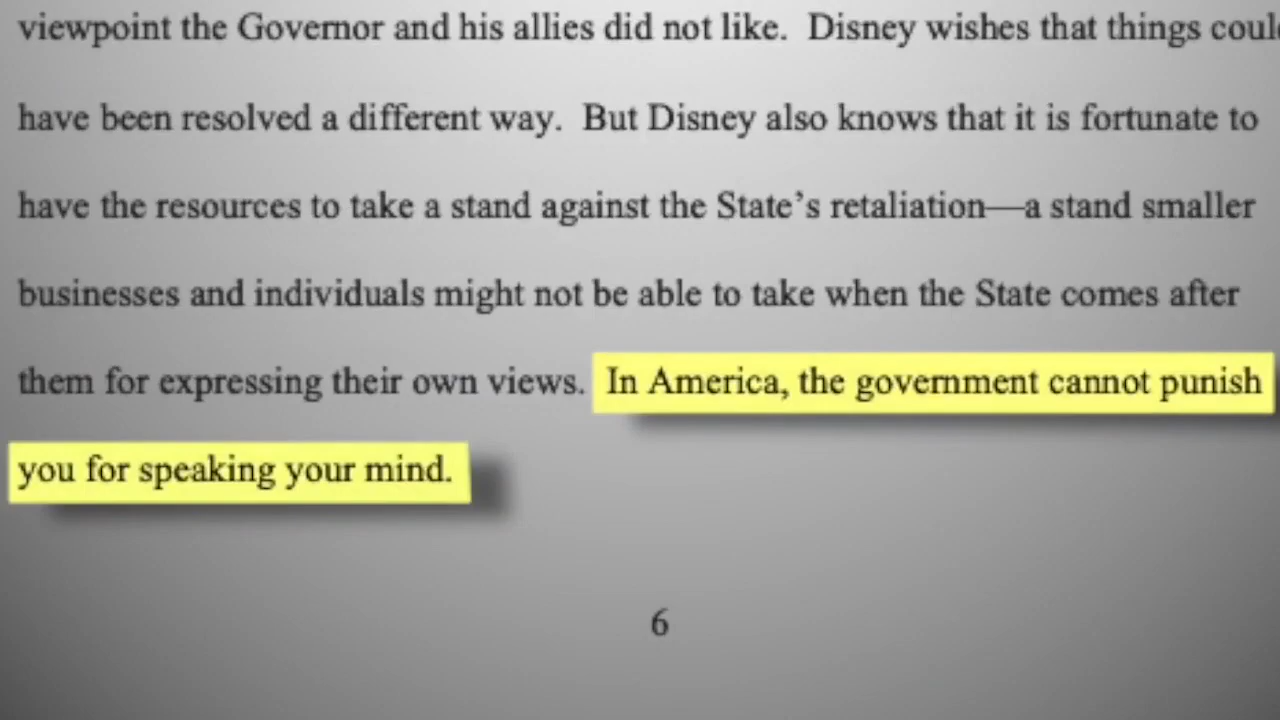 viewpoint the Governor and his allies did not like. Disney wishes that things could
have been resolved a different way. But Disney also knows that it is fortunate to
have the resources to take a stand against the State’s retaliation—a stand smaller
businesses and individuals might not be able to take when the State comes after
them for expressing their own views. In America, the government cannot punish
you for speaking your mind.
6